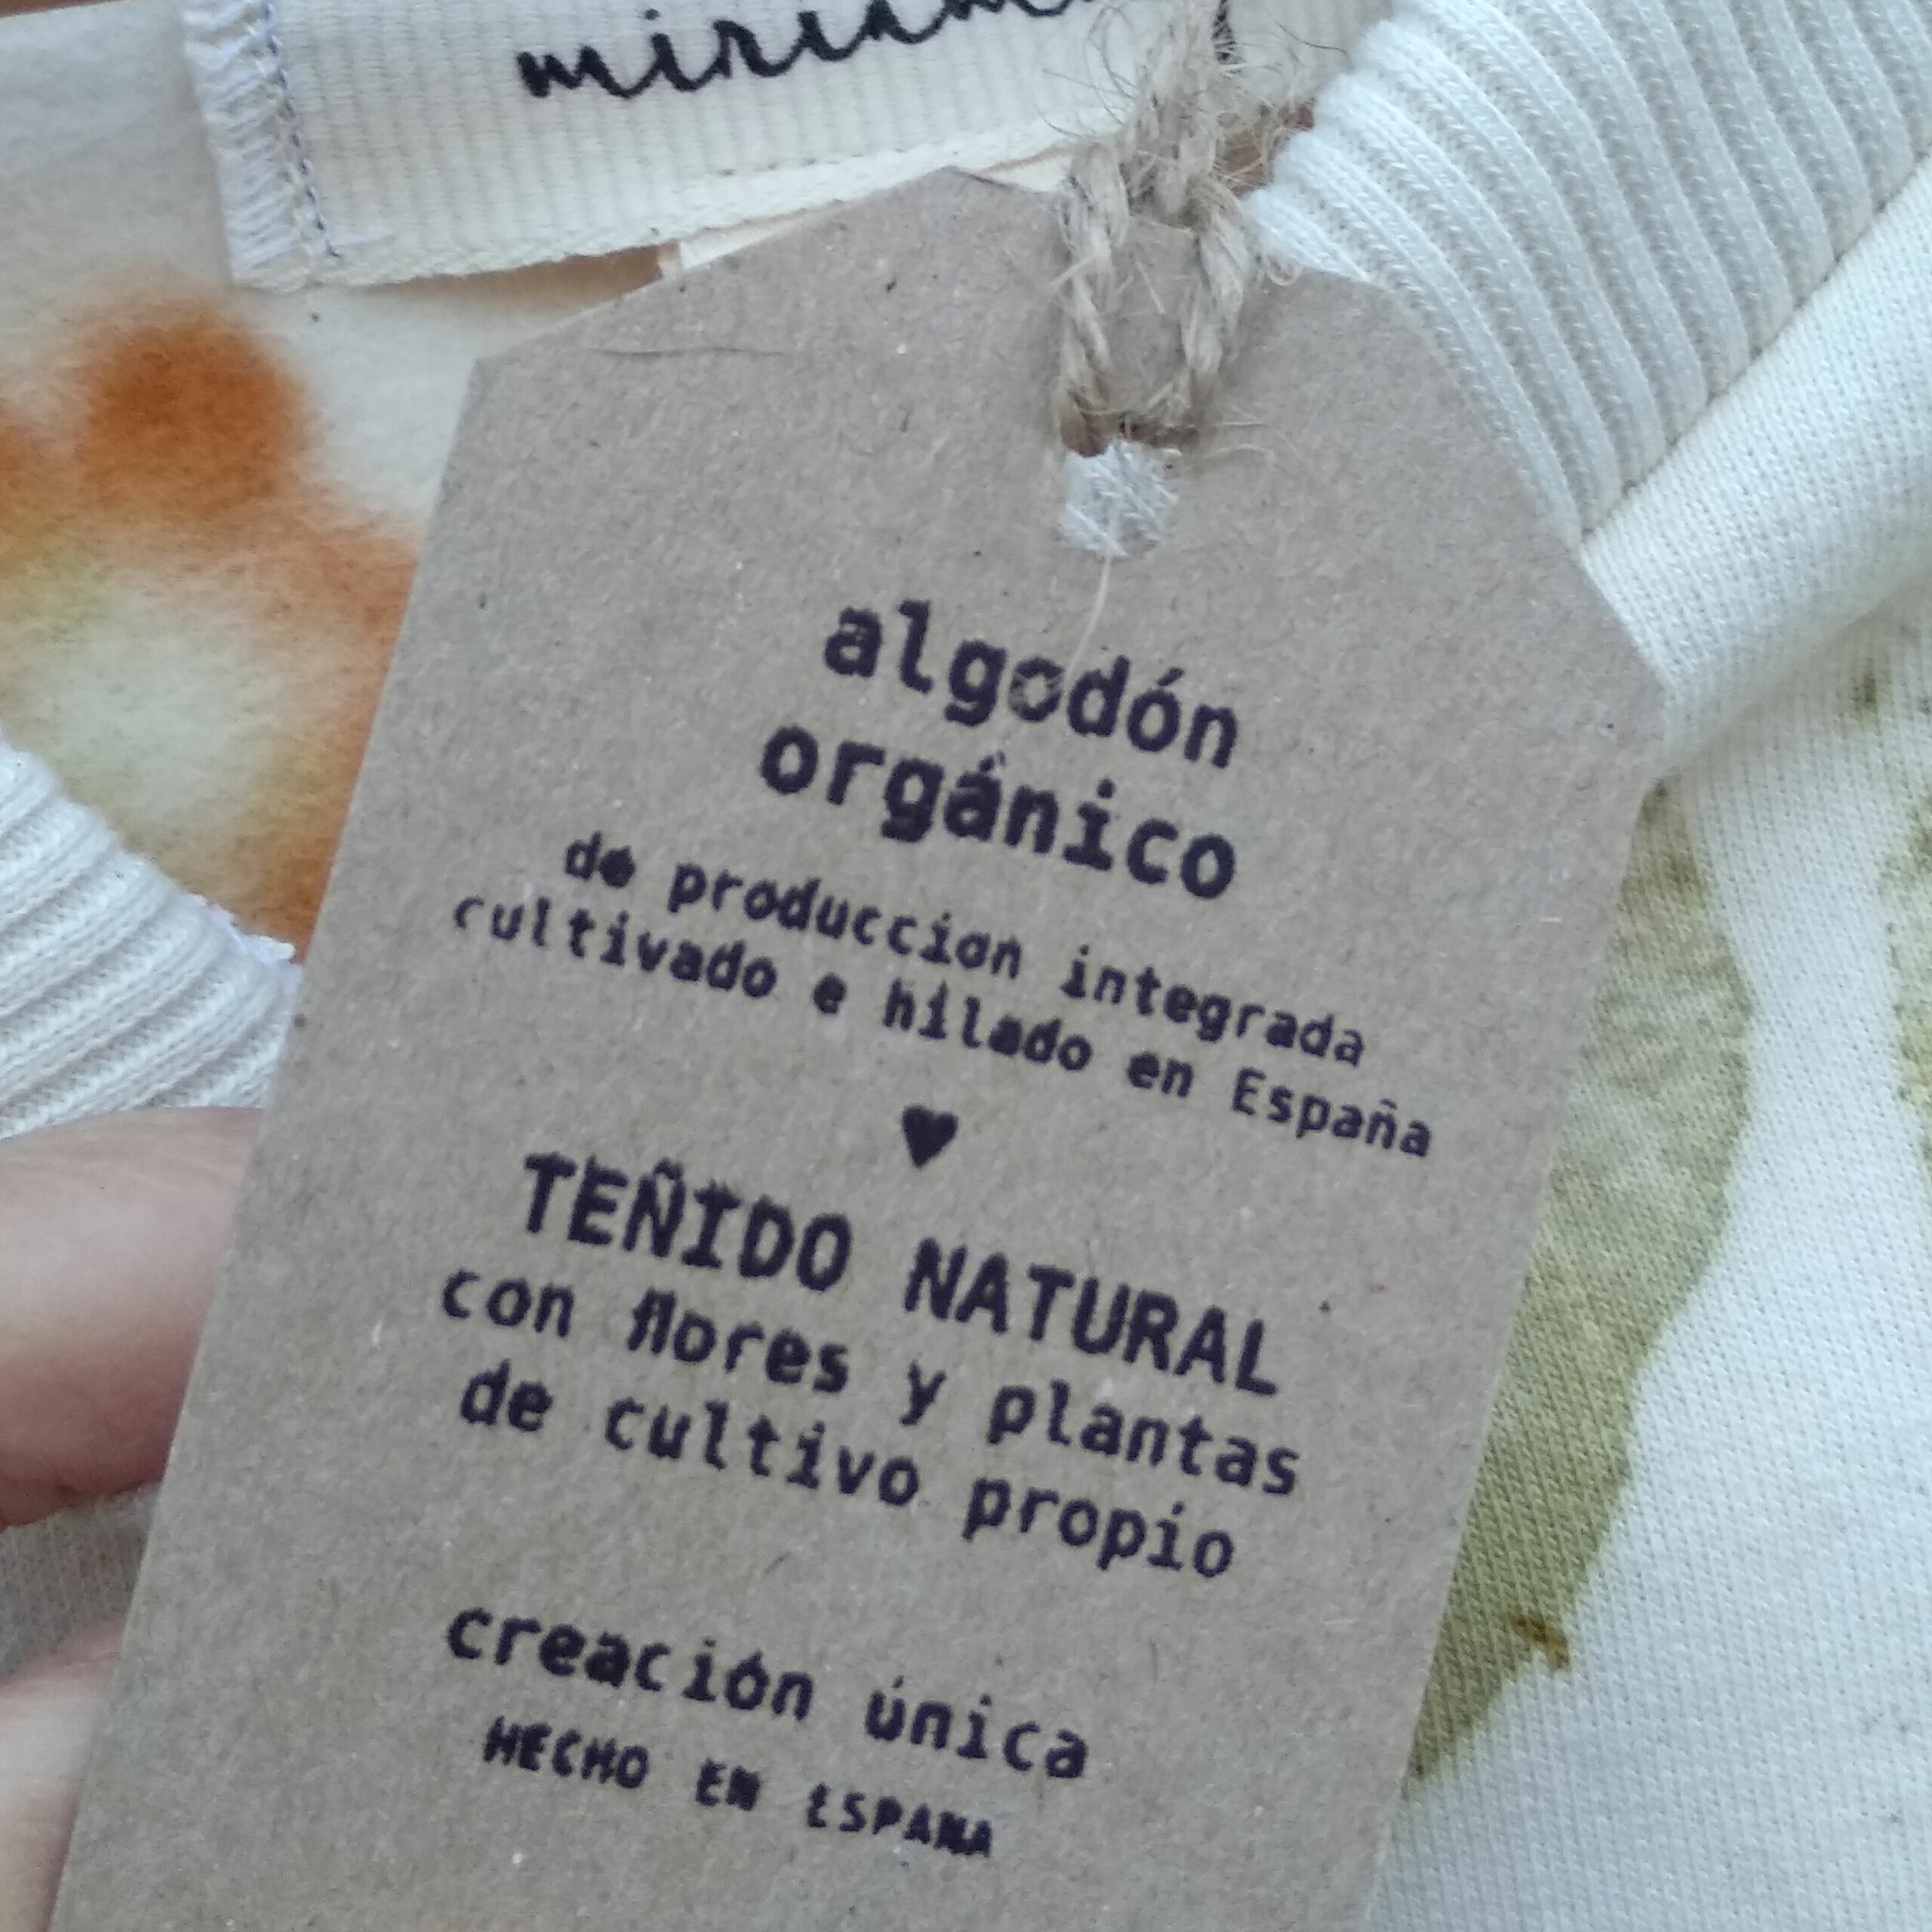 algodón
orgánico
de producción integrada
cultivado e hilado en España
TEÑIDO NATURAL
con flores y plantas
de cultivo propio
creación única
HECHO EN ESPAÑA